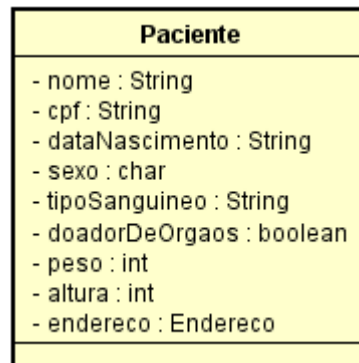 Paciente
- nome : String
- cpf : String
- dataNascimento : String
- sexo : char
- tipoSanguineo : String
- doadorDeOrgaos : boolean
- peso : int
- altura : int
- endereco : Endereco